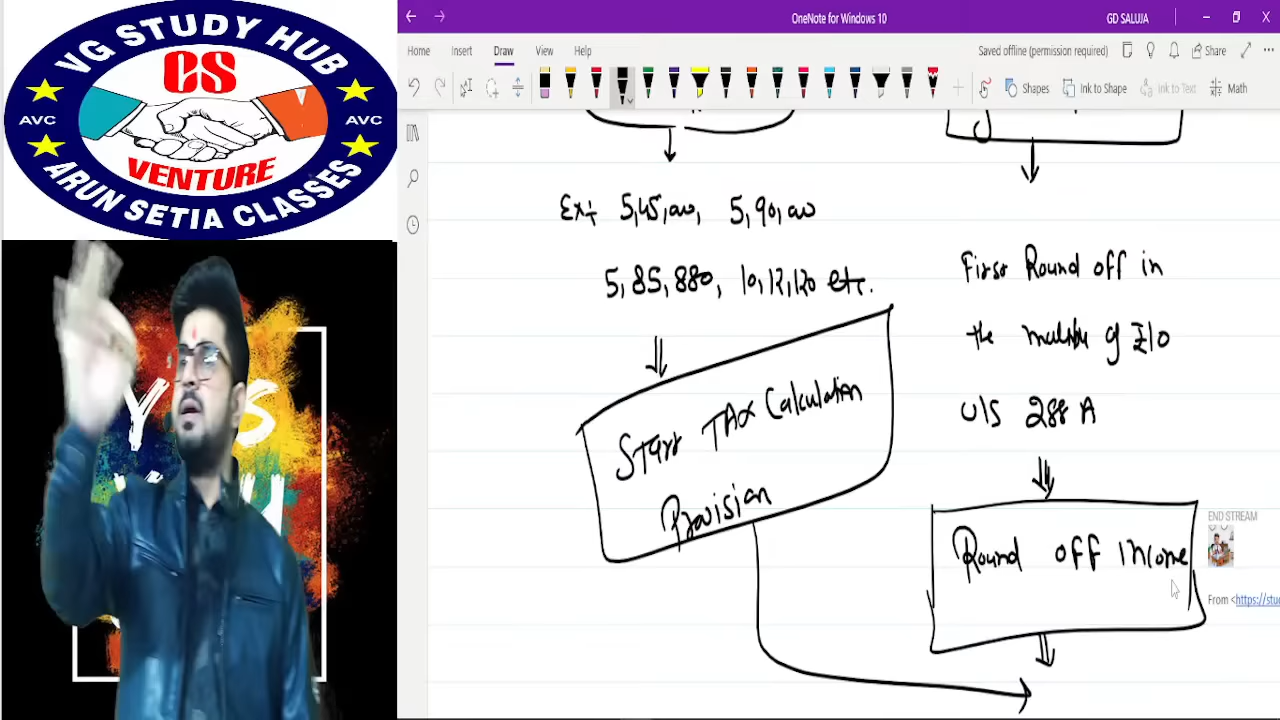 VG STUDY HUB
CS
AVC
AVC
VENTURE
ARUN SETIA CLASSES
OneNote for Windows 10
GD SALUJA
Home Insert Draw View Help
Saved offline (permission required)
Share
Shapes
Ink to Shape
Ink to Text
Math
Ex:- 5,45,000, 5,90,000
5,85,880, 10,12,120 etc.
Start Tax Calculation
Provision
First Round off in
the multiple of ₹10
U/S 288 A
Round off income
END STREAM
From <https://stu